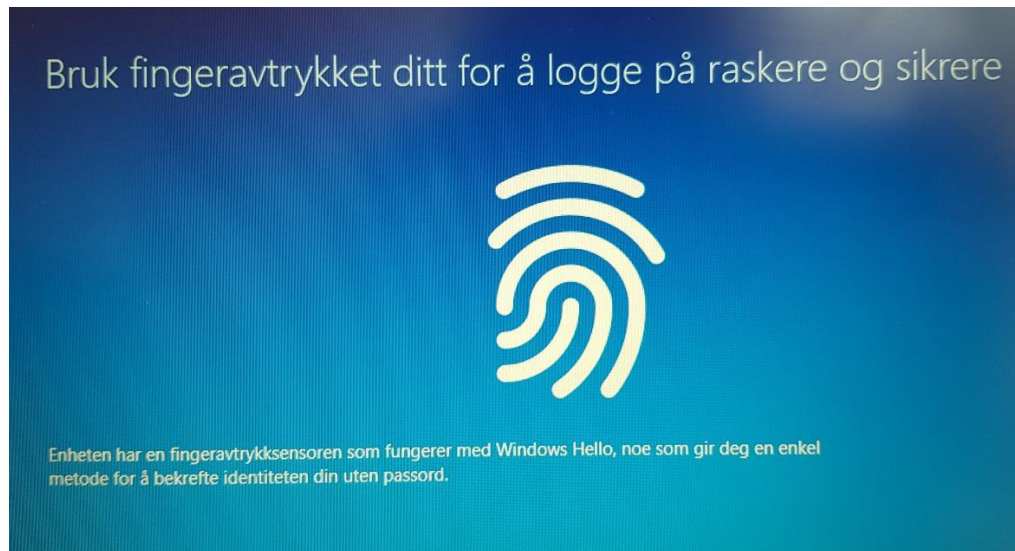 Bruk fingeravtrykket ditt for å logge på raskere og sikrere
Enheten har en fingeravtrykksensoren som fungerer med Windows Hello, noe som gir deg en enkel
metode for å bekrefte identiteten din uten passord.